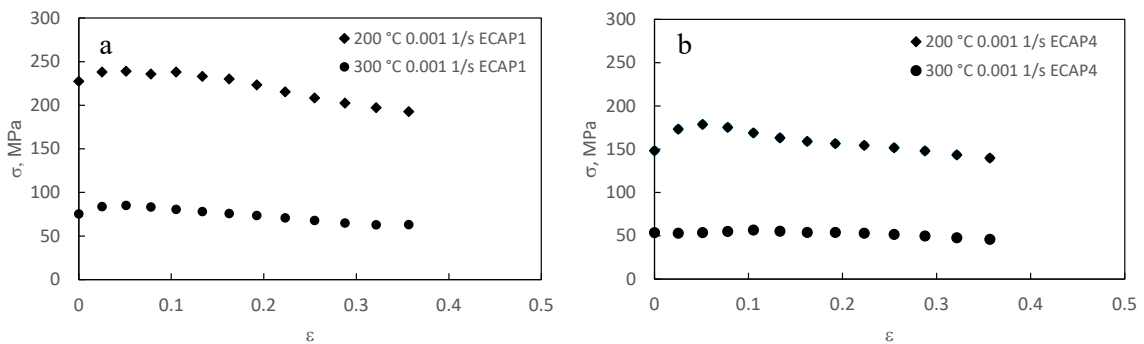 a
200 °C 0.001 1/s ECAP1
300 °C 0.001 1/s ECAP1
300
250
200
150
100
50
0
σ, MPa
0 0.1 0.2 0.3 0.4 0.5
ε
b
200 °C 0.001 1/s ECAP4
300 °C 0.001 1/s ECAP4
300
250
200
150
100
50
0
σ, MPa
0 0.1 0.2 0.3 0.4 0.5
ε